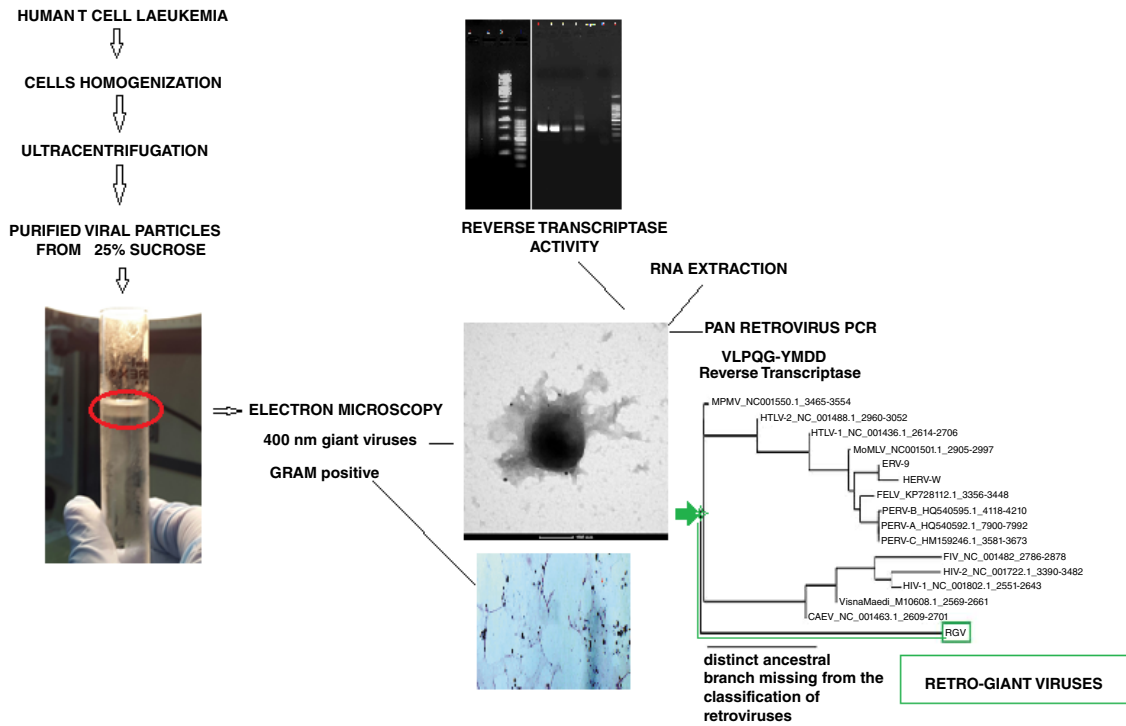 HUMAN T CELL LAEUKEMIA
CELLS HOMOGENIZATION
ULTRACENTRIFUGATION
PURIFIED VIRAL PARTICLES
FROM 25% SUCROSE
ELECTRON MICROSCOPY
400 nm giant viruses
GRAM positive
REVERSE TRANSCRIPTASE
ACTIVITY
RNA EXTRACTION
PAN RETROVIRUS PCR
VLPQG-YMDD
Reverse Transcriptase
MPMV_NC001550.1_3465-3554
HTLV-2_NC_001488.1_2960-3052
HTLV-1_NC_001436.1_2614-2706
MoMLV_NC001501.1_2905-2997
ERV-9
HERV-W
FELV_KP728112.1_3356-3448
PERV-B_HQ540595.1_4118-4210
PERV-A_HQ540592.1_7900-7992
PERV-C_HM159246.1_3581-3673
FIV_NC_001482_2786-2878
HIV-2_NC_001722.1_3390-3482
HIV-1_NC_001802.1_2551-2643
VisnaMaedi_M10608.1_2569-2661
CAEV_NC_001463.1_2609-2701
RGV
distinct ancestral
branch missing from the
classification of
retroviruses
RETRO-GIANT VIRUSES